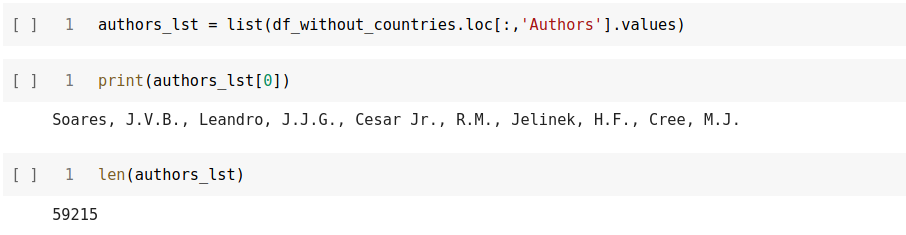 [ ] 1 authors_lst = list(df_without_countries.loc[:,'Authors'].values)
[ ] 1 print(authors_lst[0])
Soares, J.V.B., Leandro, J.J.G., Cesar Jr., R.M., Jelinek, H.F., Cree, M.J.
[ ] 1 len(authors_lst)
59215